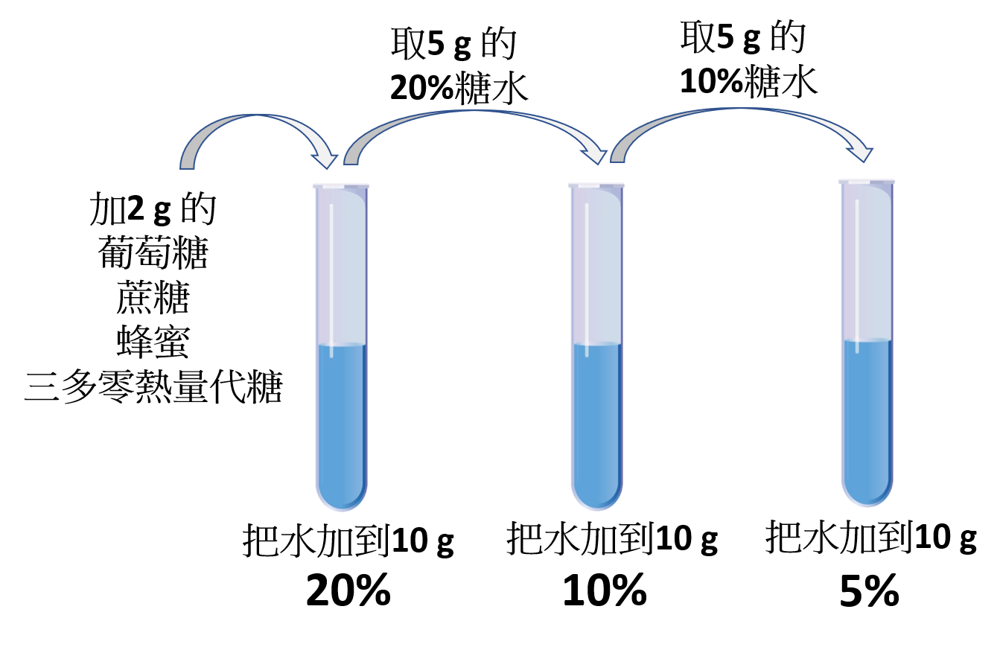 取5 g 的
20%糖水
取5 g 的
10%糖水
加2 g 的
葡萄糖
蔗糖
蜂蜜
三多零熱量代糖
把水加到10 g
20%
把水加到10 g
10%
把水加到10 g
5%